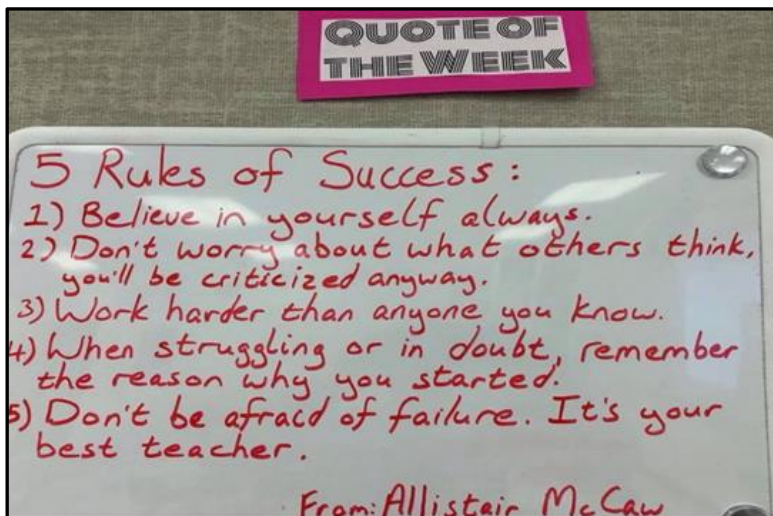 QUOTE OF
THE WEEK
5 Rules of Success:
1) Believe in yourself always.
2) Don't worry about what others think,
you'll be criticized anyway.
3) Work harder than anyone you know.
4) When struggling or in doubt, remember
the reason why you started.
5) Don't be afraid of failure. It's your
best teacher.
From: Allistair McCaw